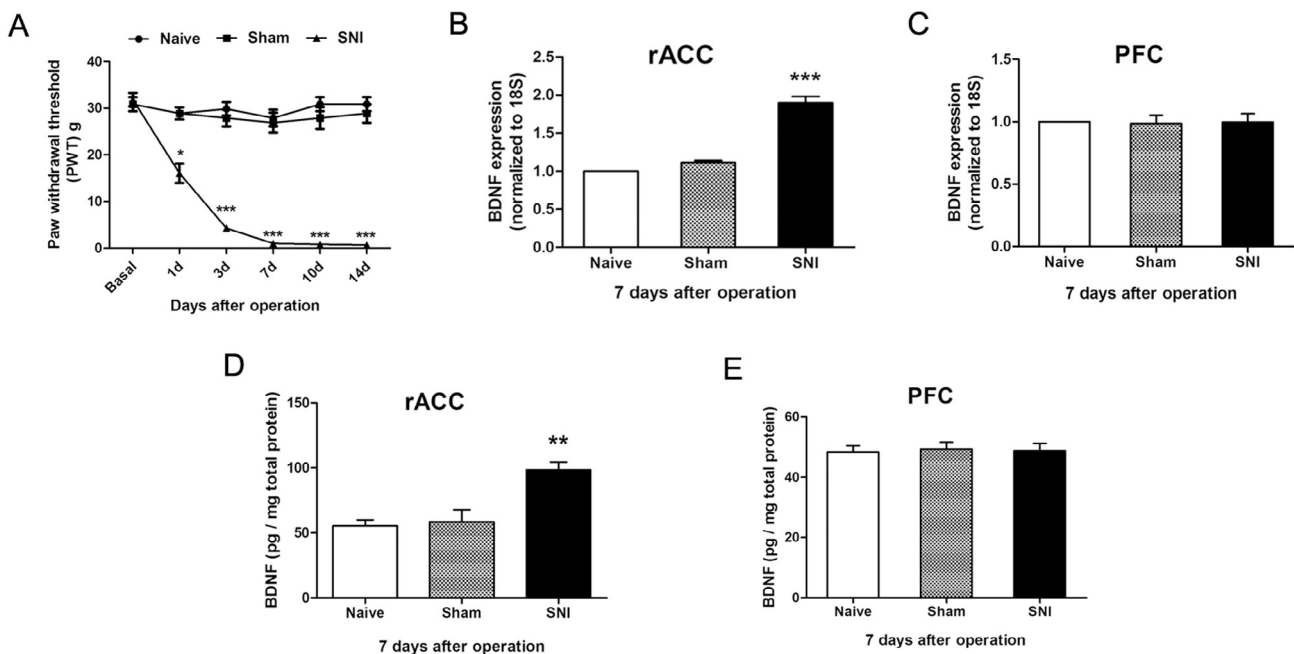 A
Naive Sham SNI
Paw withdrawal threshold
(PWT) g
40
30
20
10
0
*
***
***
***
***
Basal 1d 3d 7d 10d 14d
Days after operation
B
rACC
BDNF expression
(normalized to 18S)
2.5
2.0
1.5
1.0
0.5
0.0
***
Naive Sham SNI
7 days after operation
C
PFC
BDNF expression
(normalized to 18S)
1.5
1.0
0.5
0.0
Naive Sham SNI
7 days after operation
D
rACC
BDNF (pg / mg total protein)
150
100
50
0
**
Naive Sham SNI
7 days after operation
E
PFC
BDNF (pg / mg total protein)
60
40
20
0
Naive Sham SNI
7 days after operation